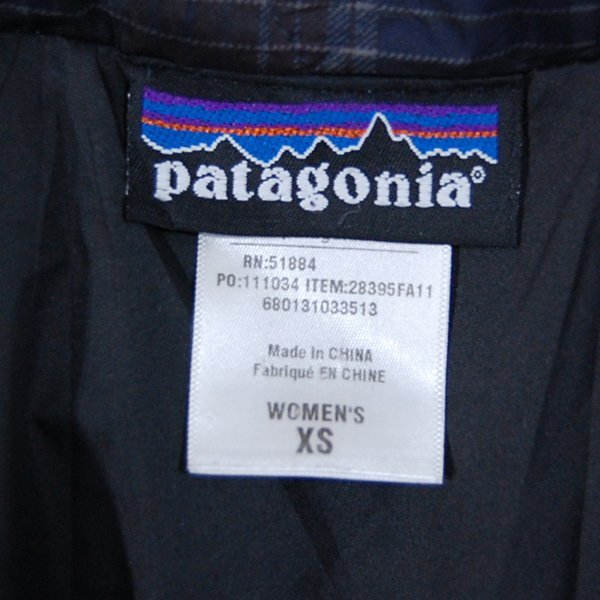 patagonia®
RN:51884
PO:111034 ITEM:28395FA11
680131033513
Made in CHINA
Fabriqué EN CHINE
WOMEN'S
XS